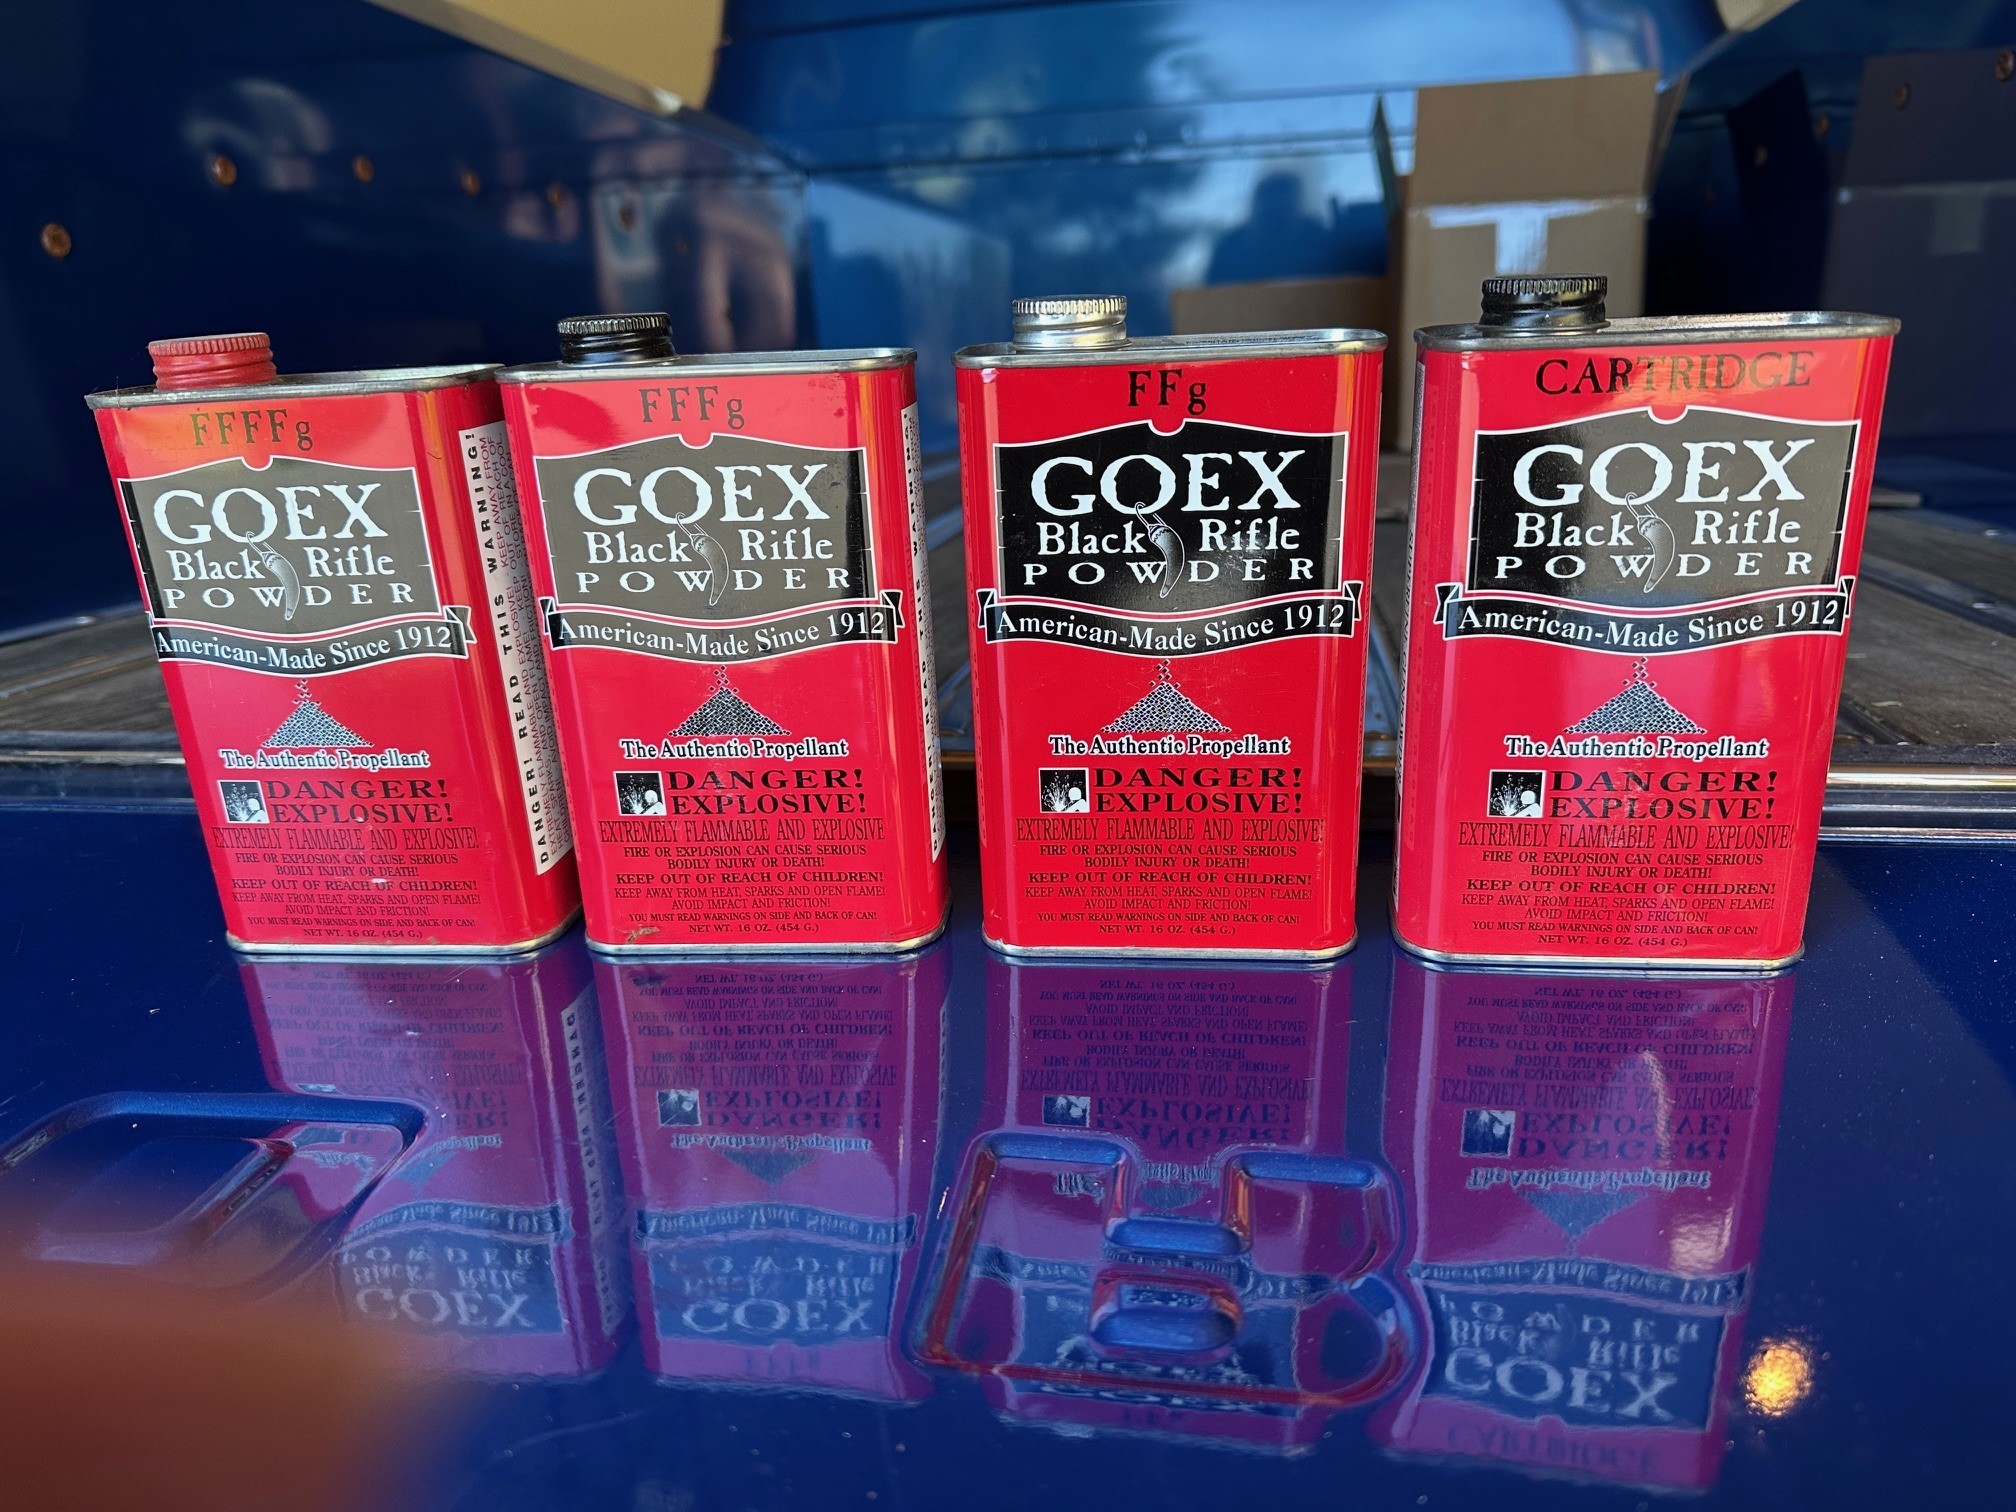 FFFFg
GOEX
Black Rifle
POWDER
American-Made Since 1912
The Authentic Propellant
DANGER!
EXPLOSIVE!
EXTREMELY FLAMMABLE AND EXPLOSIVE!
FIRE OR EXPLOSION CAN CAUSE SERIOUS
BODILY INJURY OR DEATH!
KEEP OUT OF REACH OF CHILDREN!
KEEP AWAY FROM HEAT, SPARKS AND OPEN FLAME!
AVOID IMPACT AND FRICTION!
YOU MUST READ WARNINGS ON SIDE AND BACK OF CAN!
NET WT. 16 OZ. (454 G.)
DANGER! READ THIS WARNING!
FFFg
GOEX
Black Rifle
POWDER
American-Made Since 1912
The Authentic Propellant
DANGER!
EXPLOSIVE!
EXTREMELY FLAMMABLE AND EXPLOSIVE
FIRE OR EXPLOSION CAN CAUSE SERIOUS
BODILY INJURY OR DEATH!
KEEP OUT OF REACH OF CHILDREN!
KEEP AWAY FROM HEAT, SPARKS AND OPEN FLAME!
AVOID IMPACT AND FRICTION!
YOU MUST READ WARNINGS ON SIDE AND BACK OF CAN!
NET WT. 16 OZ. (454 G.)
FFg
GOEX
Black Rifle
POWDER
American-Made Since 1912
The Authentic Propellant
DANGER!
EXPLOSIVE!
EXTREMELY FLAMMABLE AND EXPLOSIVE!
FIRE OR EXPLOSION CAN CAUSE SERIOUS
BODILY INJURY OR DEATH!
KEEP OUT OF REACH OF CHILDREN!
KEEP AWAY FROM HEAT, SPARKS AND OPEN FLAME!
AVOID IMPACT AND FRICTION!
YOU MUST READ WARNINGS ON SIDE AND BACK OF CAN!
NET WT. 16 OZ. (454 G.)
CARTRIDGE
GOEX
Black Rifle
POWDER
American-Made Since 1912
The Authentic Propellant
DANGER!
EXPLOSIVE!
EXTREMELY FLAMMABLE AND EXPLOSIVE!
FIRE OR EXPLOSION CAN CAUSE SERIOUS
BODILY INJURY OR DEATH!
KEEP OUT OF REACH OF CHILDREN!
KEEP AWAY FROM HEAT, SPARKS AND OPEN FLAME!
AVOID IMPACT AND FRICTION!
YOU MUST READ WARNINGS ON SIDE AND BACK OF CAN!
NET WT. 16 OZ. (454 G.)